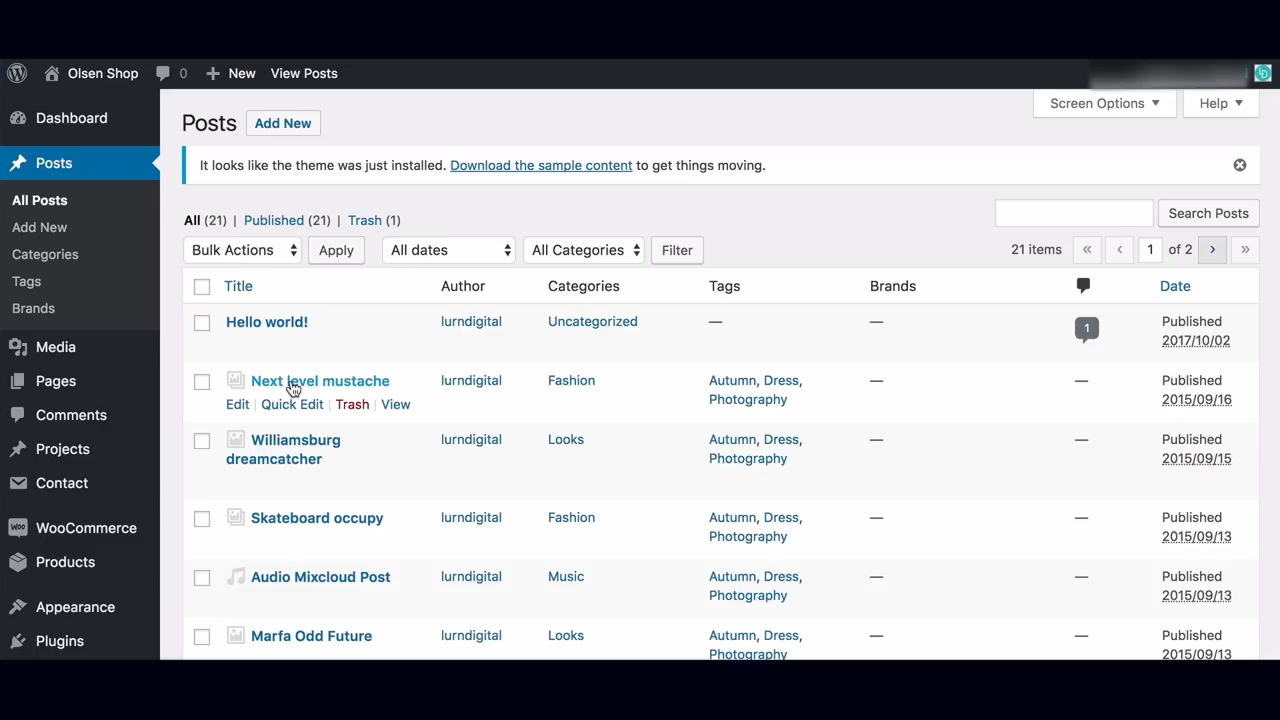 Olsen Shop 0 New View Posts
Dashboard
Posts
All Posts
Add New
Categories
Tags
Brands
Media
Pages
Comments
Projects
Contact
WooCommerce
Products
Appearance
Plugins
Screen Options Help
Posts Add New
It looks like the theme was just installed. Download the sample content to get things moving.
All (21) | Published (21) | Trash (1)
Search Posts
Bulk Actions Apply All dates All Categories Filter
21 items « ‹ 1 of 2 › »
Title Author Categories Tags Brands Date
Hello world! lurndigital Uncategorized — — 1 Published
2017/10/02
Next level mustache lurndigital Fashion Autumn, Dress, — — Published
Photography 2015/09/16
Edit | Quick Edit | Trash | View
Williamsburg lurndigital Looks Autumn, Dress, — — Published
dreamcatcher Photography 2015/09/15
Skateboard occupy lurndigital Fashion Autumn, Dress, — — Published
Photography 2015/09/13
Audio Mixcloud Post lurndigital Music Autumn, Dress, — — Published
Photography 2015/09/13
Marfa Odd Future lurndigital Looks Autumn, Dress, — — Published
Photography 2015/09/13